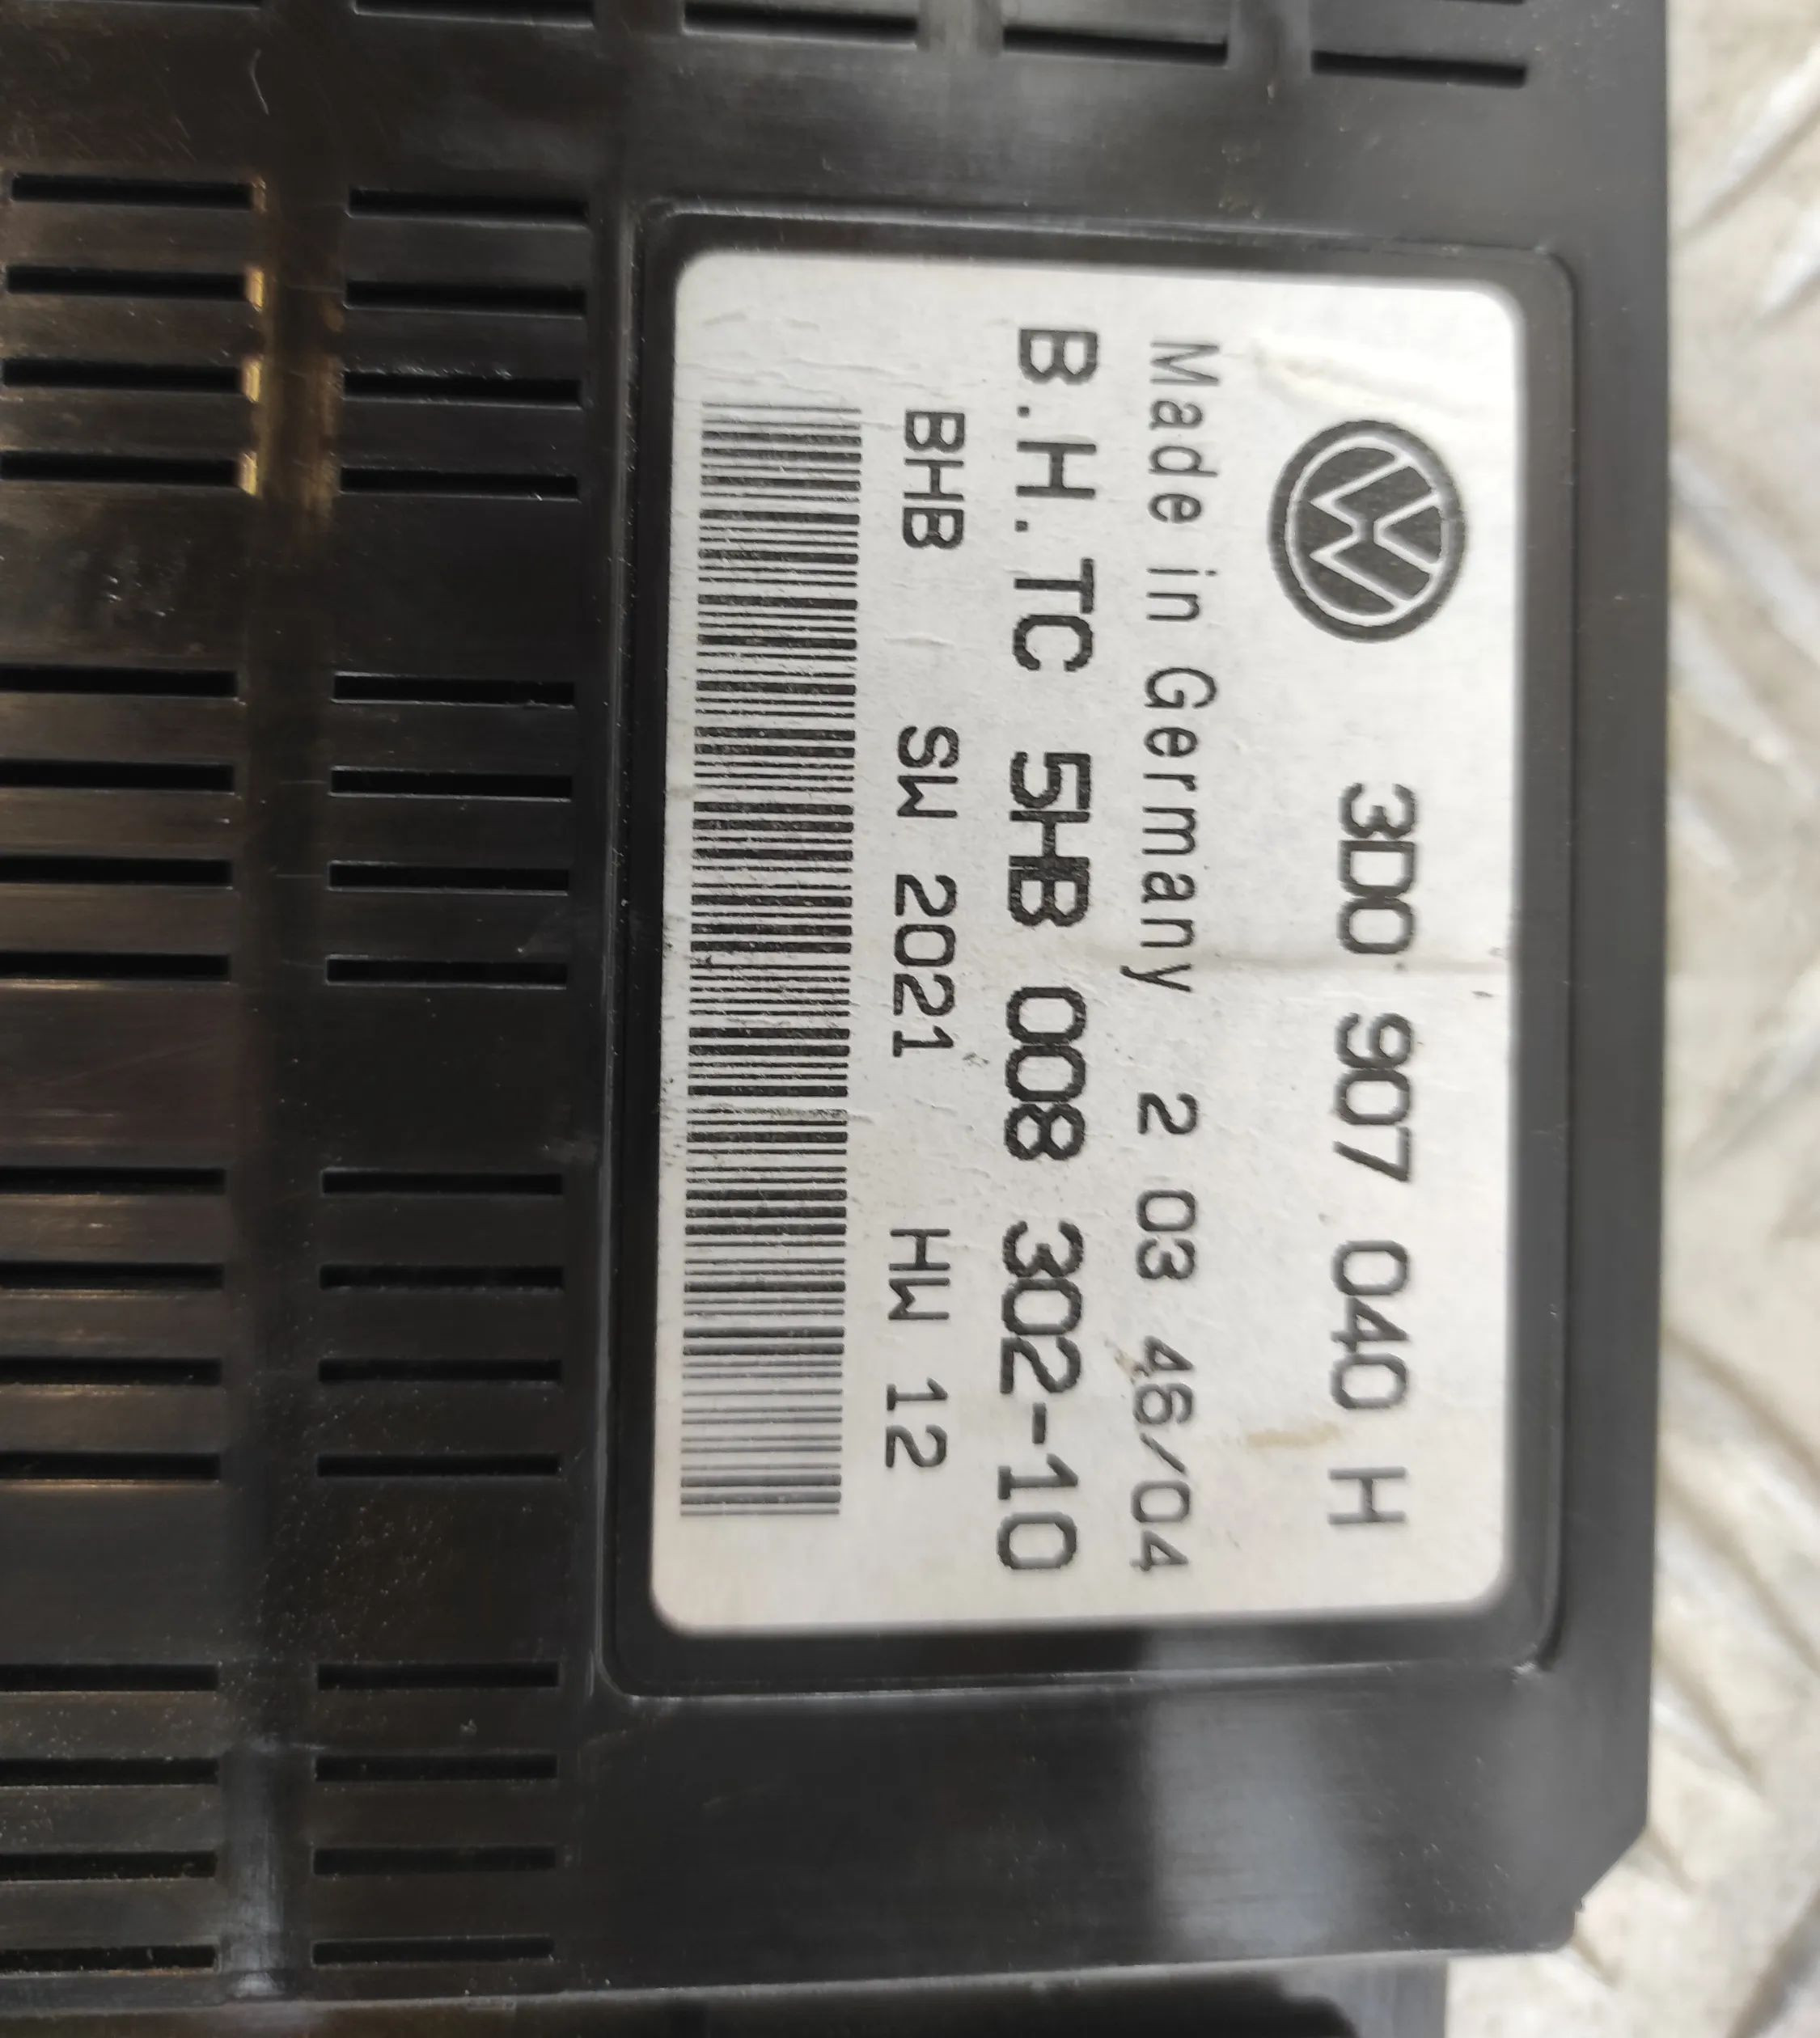 3D0 907 040 H
Made in Germany 2 03 46/04
B.H.TC 5HB 008 302-10
BHB SW 2021 HW 12